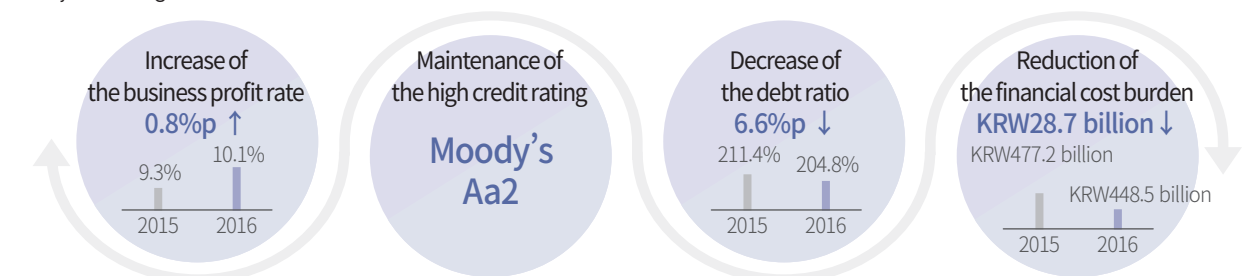 Increase of
the business profit rate
0.8%p ↑
9.3%
10.1%
2015 2016
Maintenance of
the high credit rating
Moody's
Aa2
Decrease of
the debt ratio
6.6%p ↓
211.4%
204.8%
2015 2016
Reduction of
the financial cost burden
KRW28.7 billion ↓
KRW477.2 billion
KRW448.5 billion
2015 2016